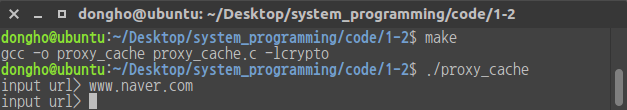 dongho@ubuntu: ~/Desktop/system_programming/code/1-2
dongho@ubuntu:~/Desktop/system_programming/code/1-2$ make
gcc -o proxy_cache proxy_cache.c -lcrypto
dongho@ubuntu:~/Desktop/system_programming/code/1-2$ ./proxy_cache
input url> www.naver.com
input url>